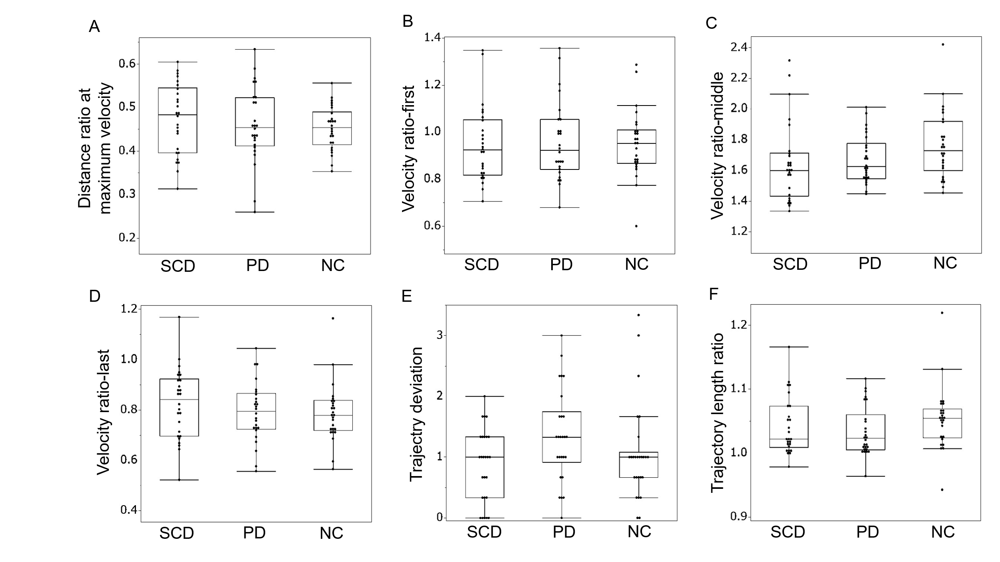 A
Distance ratio at
maximum velocity
0.6
0.5
0.4
0.3
0.2
SCD PD NC
B
Velocity ratio-first
1.4
1.2
1.0
0.8
0.6
SCD PD NC
C
Velocity ratio-middle
2.4
2.2
2.0
1.8
1.6
1.4
1.2
SCD PD NC
D
Velocity ratio-last
1.2
1.0
0.8
0.6
0.4
SCD PD NC
E
Trajectry deviation
3
2
1
0
SCD PD NC
F
Trajectory length ratio
1.2
1.1
1.0
0.9
SCD PD NC